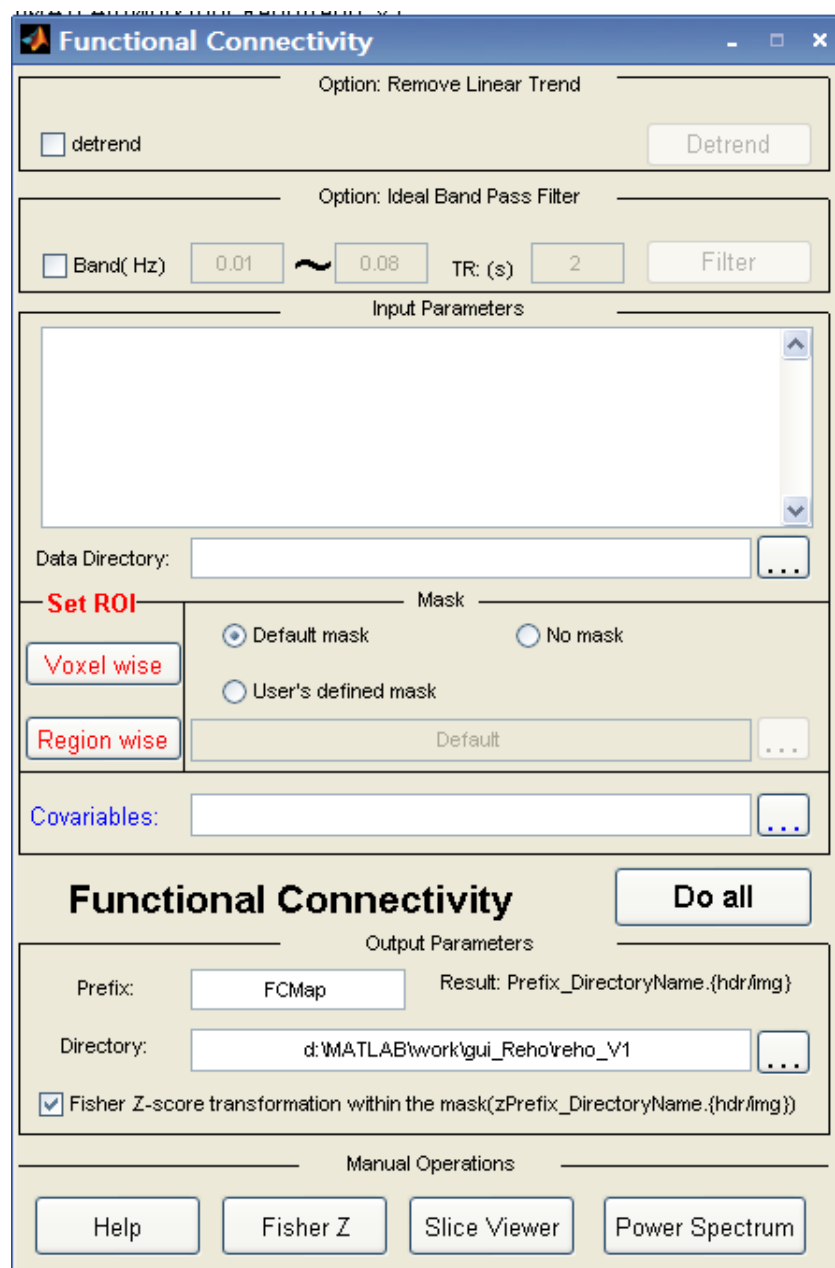 Functional Connectivity
Option: Remove Linear Trend
detrend
Detrend
Option: Ideal Band Pass Filter
Band( Hz)
0.01
~
0.08
TR: (s)
2
Filter
Input Parameters
Data Directory:
...
Set ROI
Mask
Default mask
No mask
Voxel wise
User's defined mask
Region wise
Default
...
Covariables:
...
Functional Connectivity
Do all
Output Parameters
Prefix:
FCMap
Result: Prefix_DirectoryName.{hdr/img}
Directory:
d:\MATLAB\work\gui_Reho\reho_V1
...
Fisher Z-score transformation within the mask(zPrefix_DirectoryName.{hdr/img})
Manual Operations
Help
Fisher Z
Slice Viewer
Power Spectrum